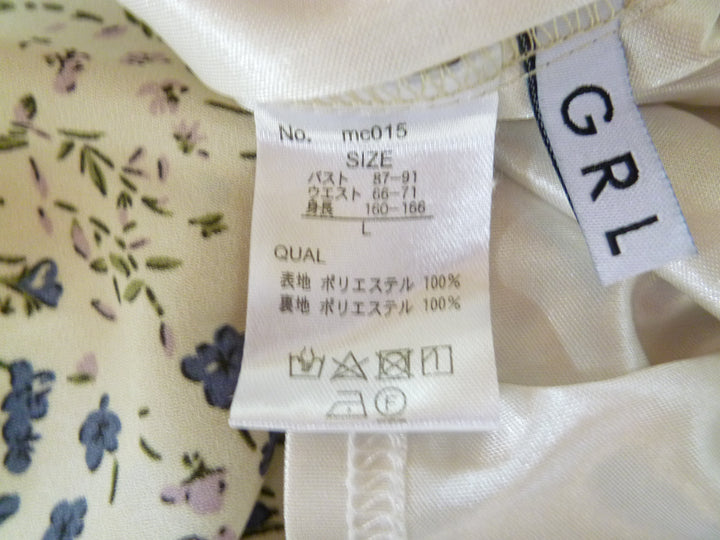 No. mc015
SIZE
バスト 87-91
ウエスト 66-71
身長 160-166
L
QUAL
表地 ポリエステル 100%
裏地 ポリエステル 100%
F
GRL